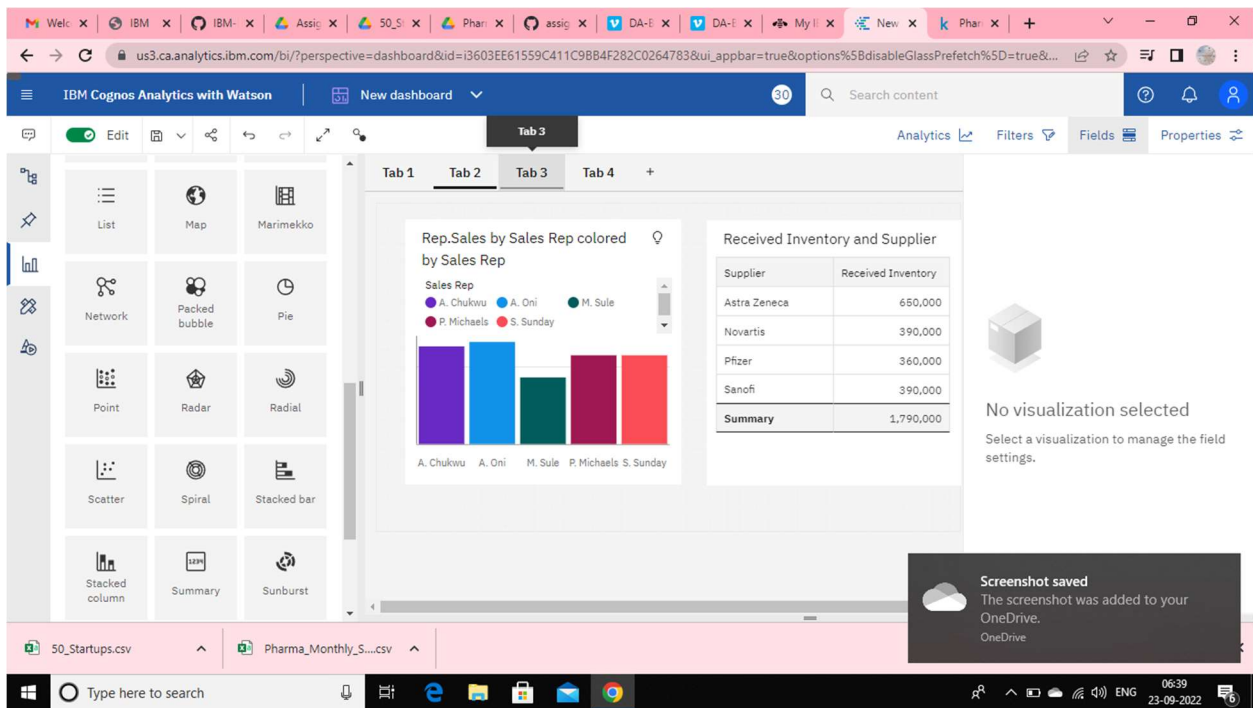 Welc
IBM
IBM-
Assig
50_S
Phar
assig
DA-E
DA-E
My I
New
Phar
us3.ca.analytics.ibm.com/bi/?perspective=dashboard&id=i3603EE61559C411C9BB4F282C0264783&ui_appbar=true&options%5BdisableGlassPrefetch%5D=true&...
IBM Cognos Analytics with Watson
New dashboard
30
Search content
Edit
Tab 3
Analytics
Filters
Fields
Properties
Tab 1
Tab 2
Tab 3
Tab 4
+
List
Map
Marimekko
Network
Packed
bubble
Pie
Point
Radar
Radial
Scatter
Spiral
Stacked bar
Stacked
column
Summary
Sunburst
Rep.Sales by Sales Rep colored
by Sales Rep
Sales Rep
A. Chukwu A. Oni M. Sule
P. Michaels S. Sunday
A. Chukwu A. Oni M. Sule P. Michaels S. Sunday
Received Inventory and Supplier
Supplier Received Inventory
Astra Zeneca 650,000
Novartis 390,000
Pfizer 360,000
Sanofi 390,000
Summary 1,790,000
No visualization selected
Select a visualization to manage the field
settings.
Screenshot saved
The screenshot was added to your
OneDrive.
OneDrive
50_Startups.csv
Pharma_Monthly_S....csv
Type here to search
ENG
06:39
23-09-2022
6